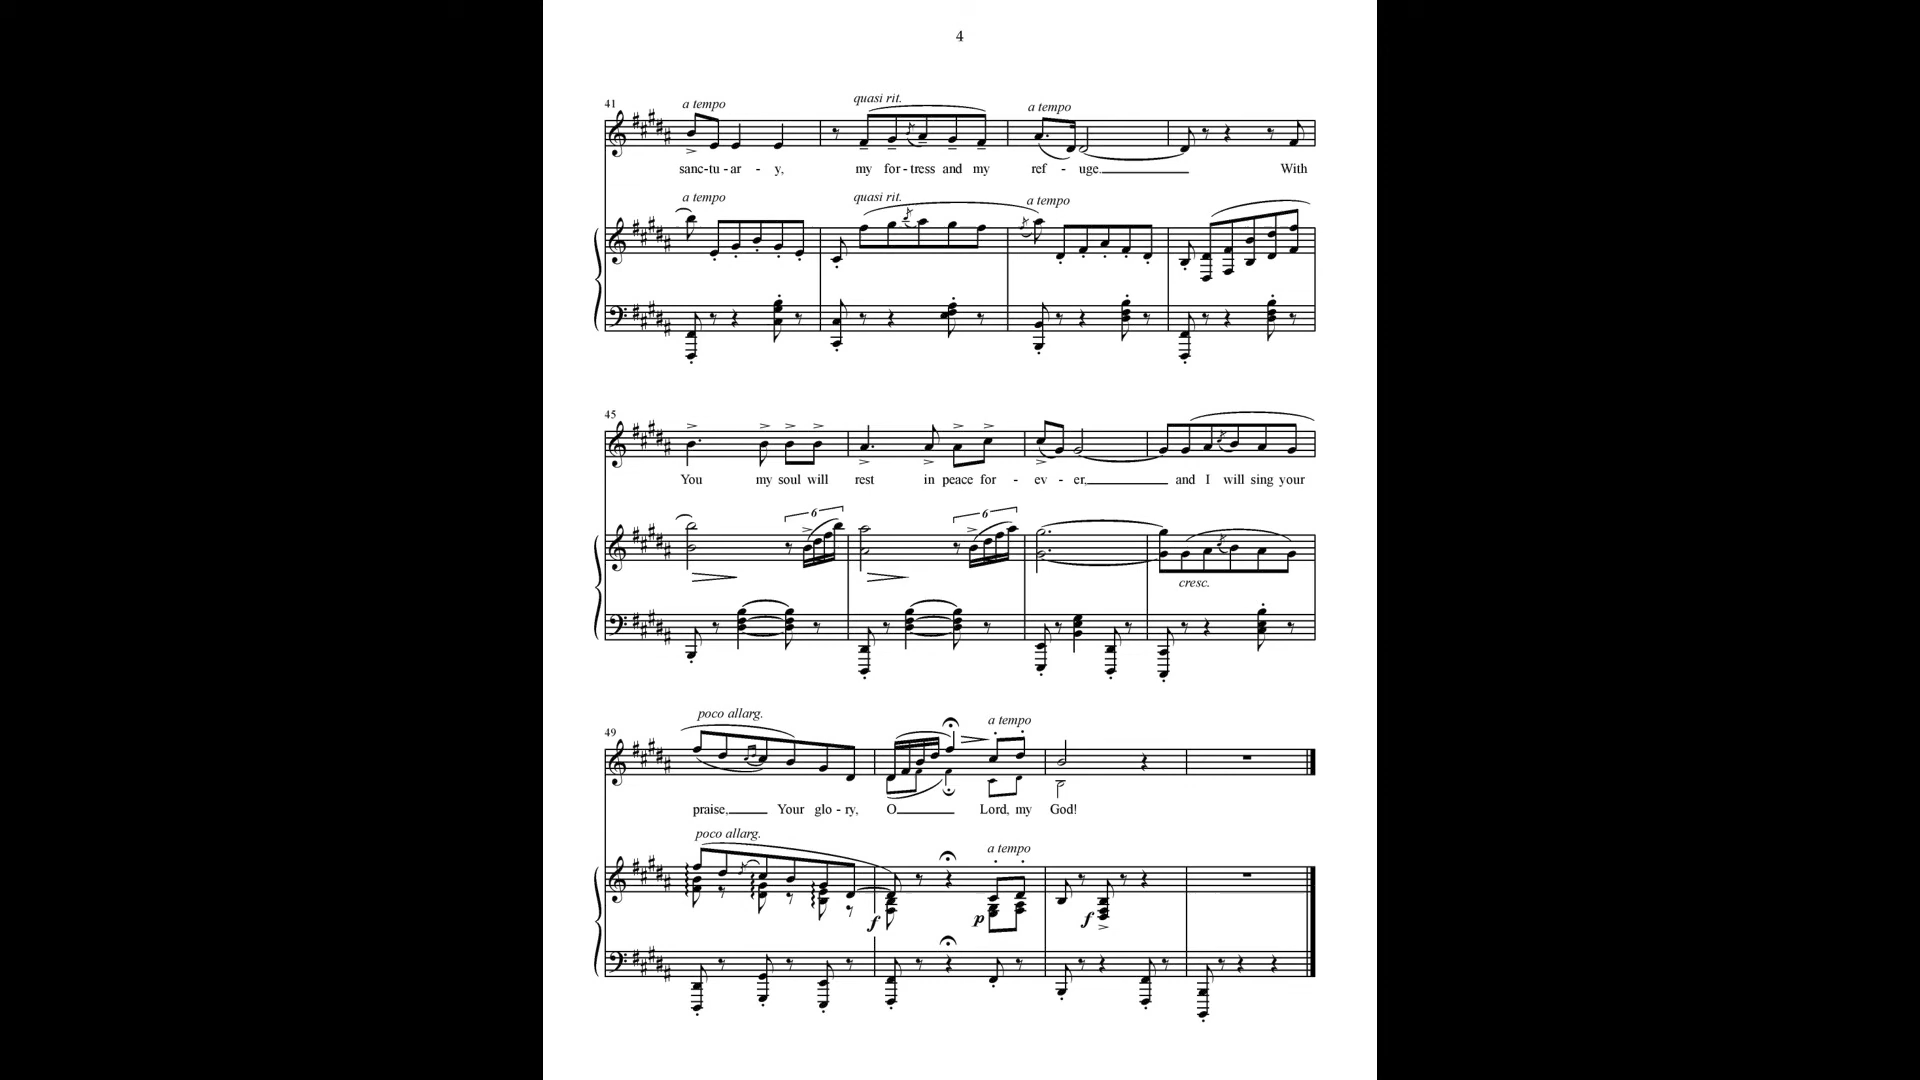 4
41
a tempo
quasi rit.
a tempo
sanc-tu - ar - y, my for - tress and my ref - uge. With
a tempo
quasi rit.
a tempo
45
You my soul will rest in peace for - ev - er, and I will sing your
6
6
cresc.
49
poco allarg.
a tempo
praise, Your glo - ry, O Lord, my God!
poco allarg.
a tempo
f
p
f